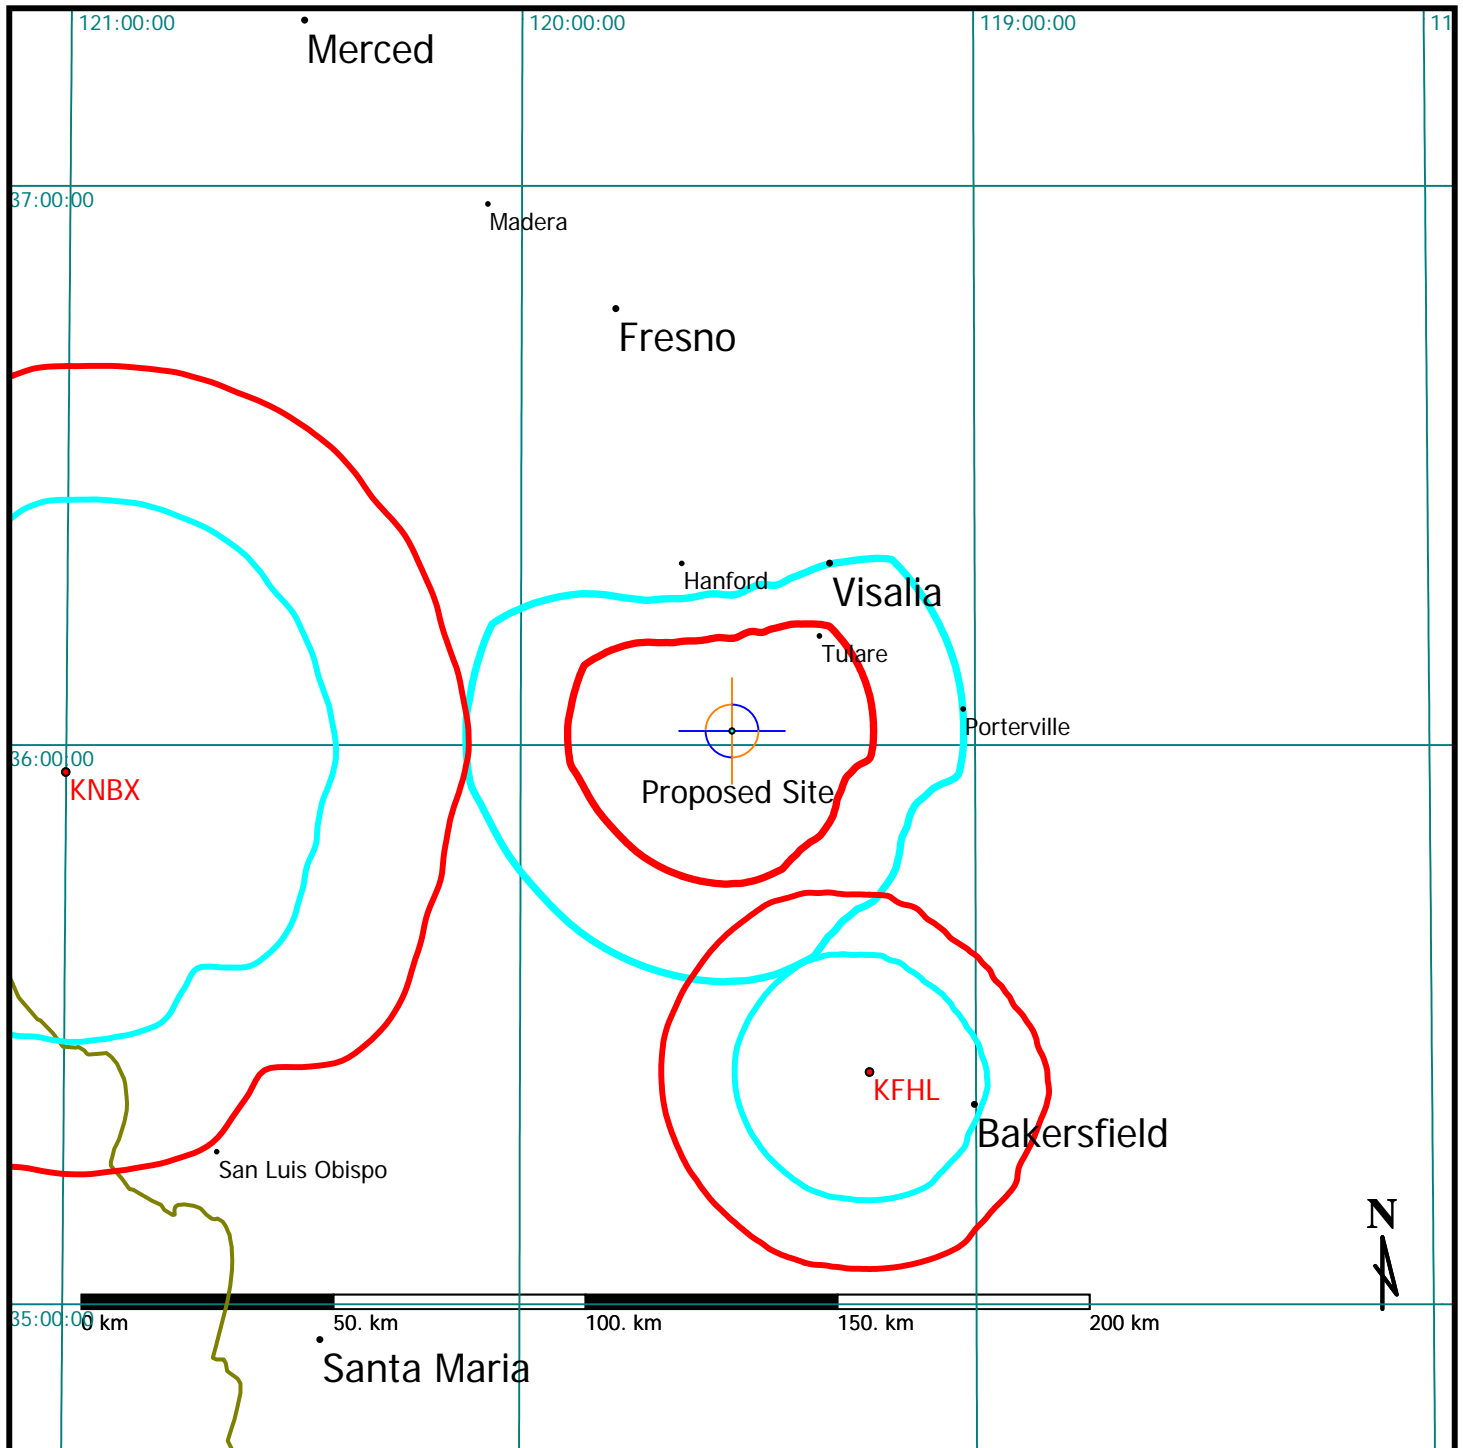 121:00:00 120:00:00 119:00:00 11
Merced
37:00:00
Madera
Fresno
Hanford
Visalia
Tulare
Porterville
36:00:00
KNBX
Proposed Site
KFHL
Bakersfield
San Luis Obispo
N
35:00:00
0 km 50. km 100. km 150. km 200 km
Santa Maria